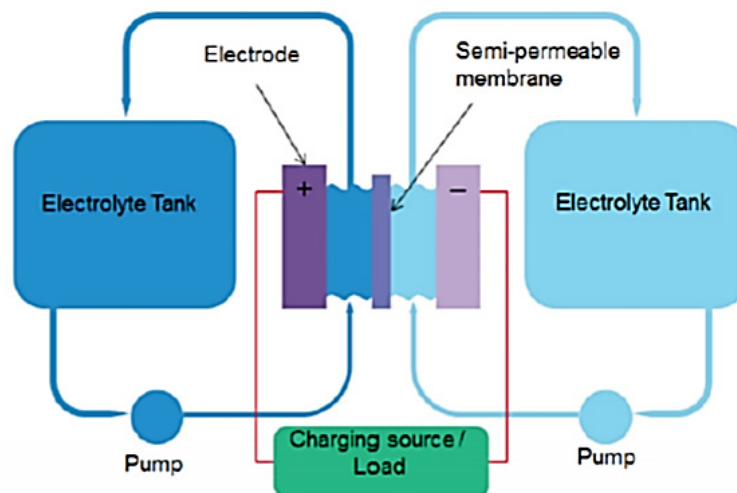 Electrode
Semi-permeable
membrane
Electrolyte Tank
+
−
Electrolyte Tank
Pump
Charging source /
Load
Pump